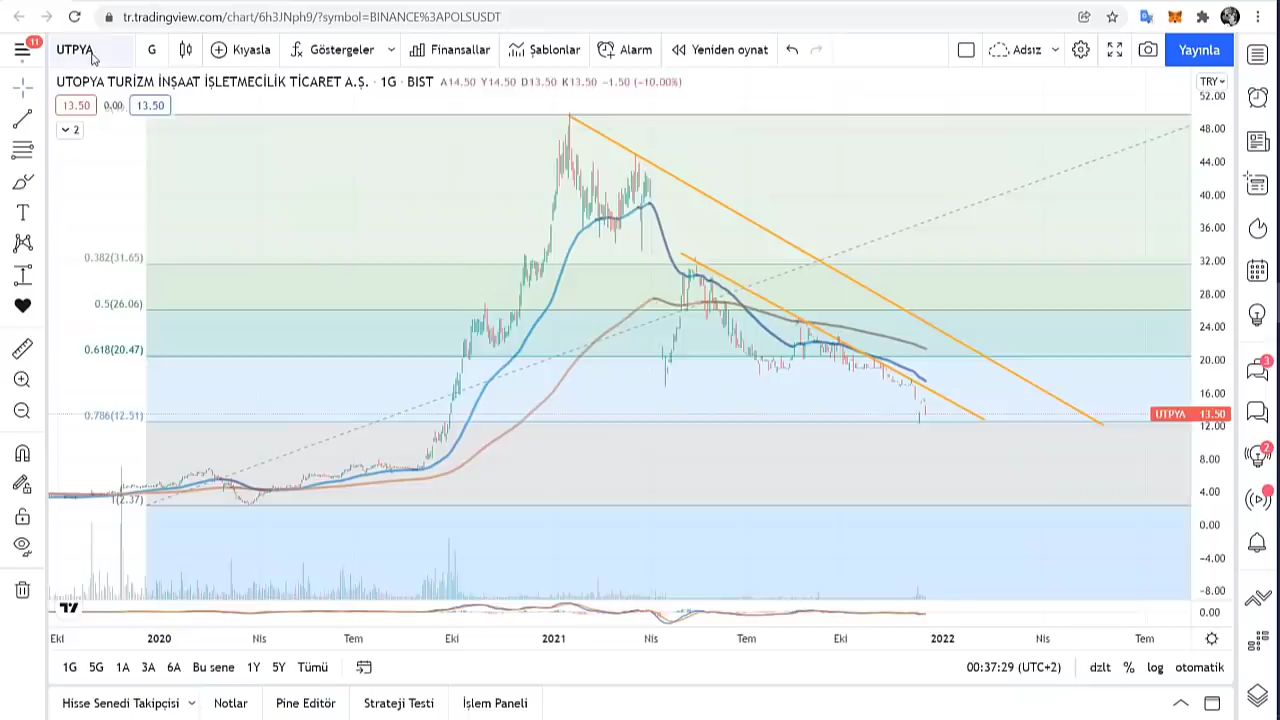 tr.tradingview.com/chart/6h3JNph9/?symbol=BINANCE%3APOLSUSDT
11 UTPYA G Kıyasla Göstergeler Finansallar Şablonlar Alarm Yeniden oynat Adsız Yayınla
UTOPYA TURİZM İNŞAAT İŞLETMECİLİK TİCARET A.Ş. · 1G · BIST A14.50 Y14.50 D13.50 K13.50 −1.50 (−10.00%) TRY
13.50 0.00 13.50
2
52.00
48.00
44.00
40.00
36.00
0.382(31.65) 32.00
28.00
0.5(26.06)
24.00
0.618(20.47) 20.00
16.00
0.786(12.51) UTPYA 13.50
12.00
8.00
1(2.37) 4.00
0.00
−4.00
−8.00
0.00
Eki 2020 Nis Tem Eki 2021 Nis Tem Eki 2022 Nis Tem
1G 5G 1A 3A 6A Bu sene 1Y 5Y Tümü 00:37:29 (UTC+2) dzlt % log otomatik
Hisse Senedi Takipçisi Notlar Pine Editör Strateji Testi İşlem Paneli
3
2